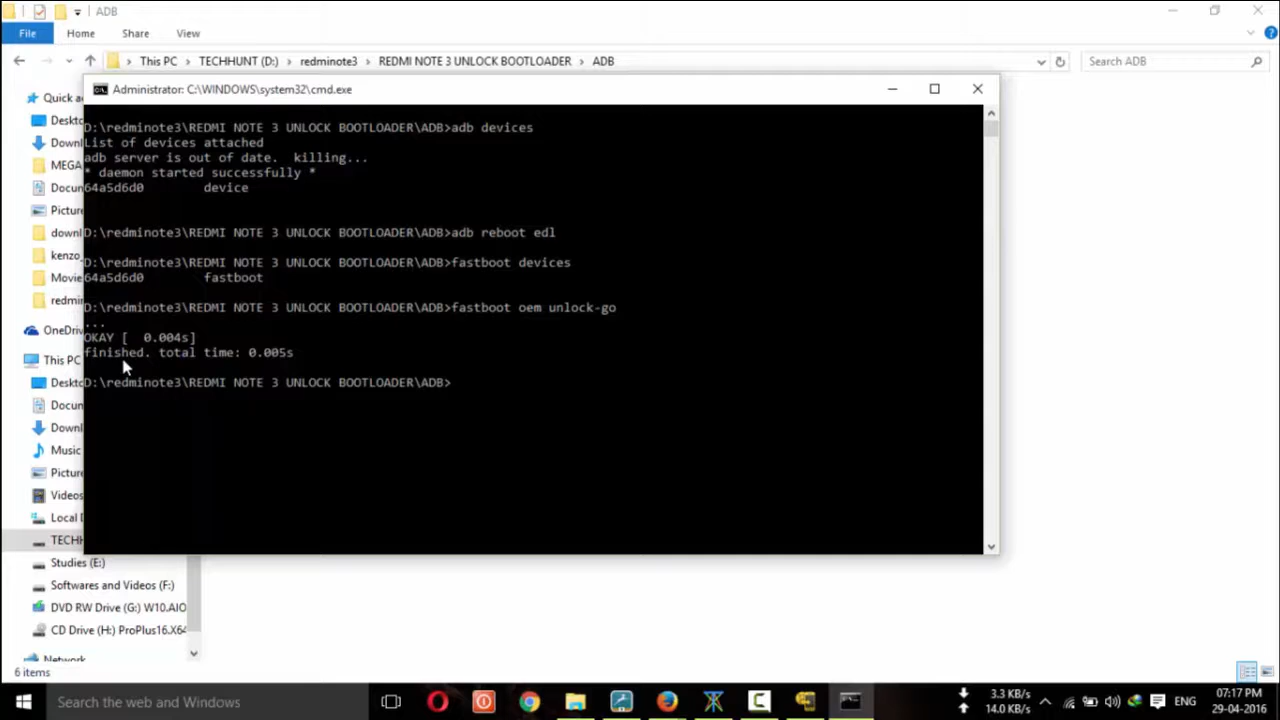 ADB
File
Home
Share
View
This PC
TECHHUNT (D:)
redminote3
REDMI NOTE 3 UNLOCK BOOTLOADER
ADB
Search ADB
Administrator: C:\WINDOWS\system32\cmd.exe
Quick a
Deskto
Downl
MEGA
Docum
Picture
downl
kenzo_
Movie
redmi
OneDriv
This PC
Deskto
Docum
Downl
Music
Picture
Videos
Local D
TECHH
Studies (E:)
Softwares and Videos (F:)
DVD RW Drive (G:) W10.AIO
CD Drive (H:) ProPlus16.X64
Network
D:\redminote3\REDMI NOTE 3 UNLOCK BOOTLOADER\ADB>adb devices
List of devices attached
adb server is out of date.  killing...
* daemon started successfully *
64a5d6d0        device
D:\redminote3\REDMI NOTE 3 UNLOCK BOOTLOADER\ADB>adb reboot edl
D:\redminote3\REDMI NOTE 3 UNLOCK BOOTLOADER\ADB>fastboot devices
64a5d6d0        fastboot
D:\redminote3\REDMI NOTE 3 UNLOCK BOOTLOADER\ADB>fastboot oem unlock-go
...
OKAY [  0.004s]
finished. total time: 0.005s
D:\redminote3\REDMI NOTE 3 UNLOCK BOOTLOADER\ADB>
6 items
Search the web and Windows
3.3 KB/s
14.0 KB/s
ENG
07:17 PM
29-04-2016